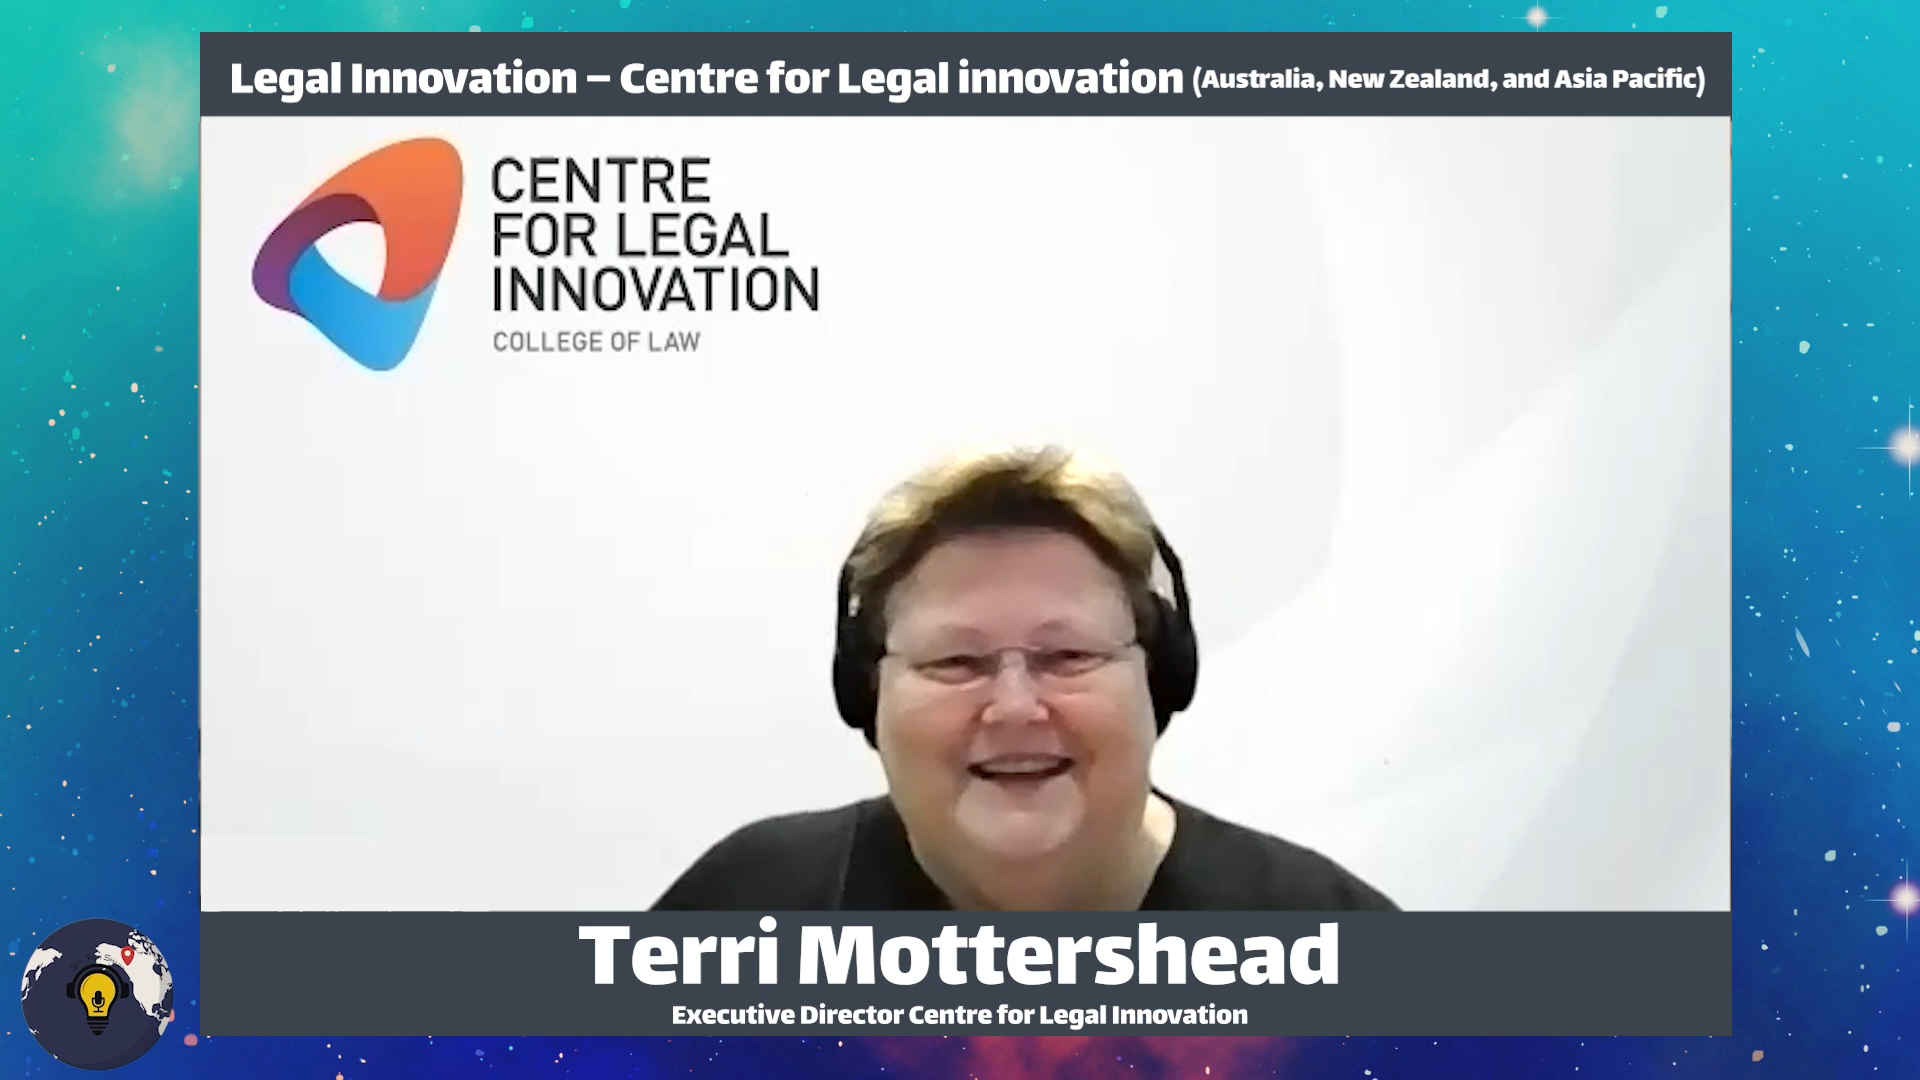 Legal Innovation – Centre for Legal innovation (Australia, New Zealand, and Asia Pacific)
CENTRE
FOR LEGAL
INNOVATION
COLLEGE OF LAW
Terri Mottershead
Executive Director Centre for Legal Innovation